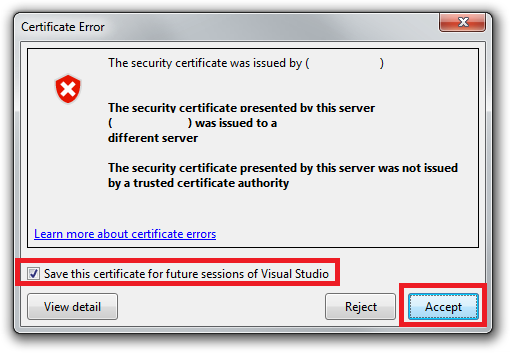 Certificate Error
The security certificate was issued by ( )
The security certificate presented by this server
( ) was issued to a
different server
The security certificate presented by this server was not issued
by a trusted certificate authority
Learn more about certificate errors
Save this certificate for future sessions of Visual Studio
View detail
Reject
Accept